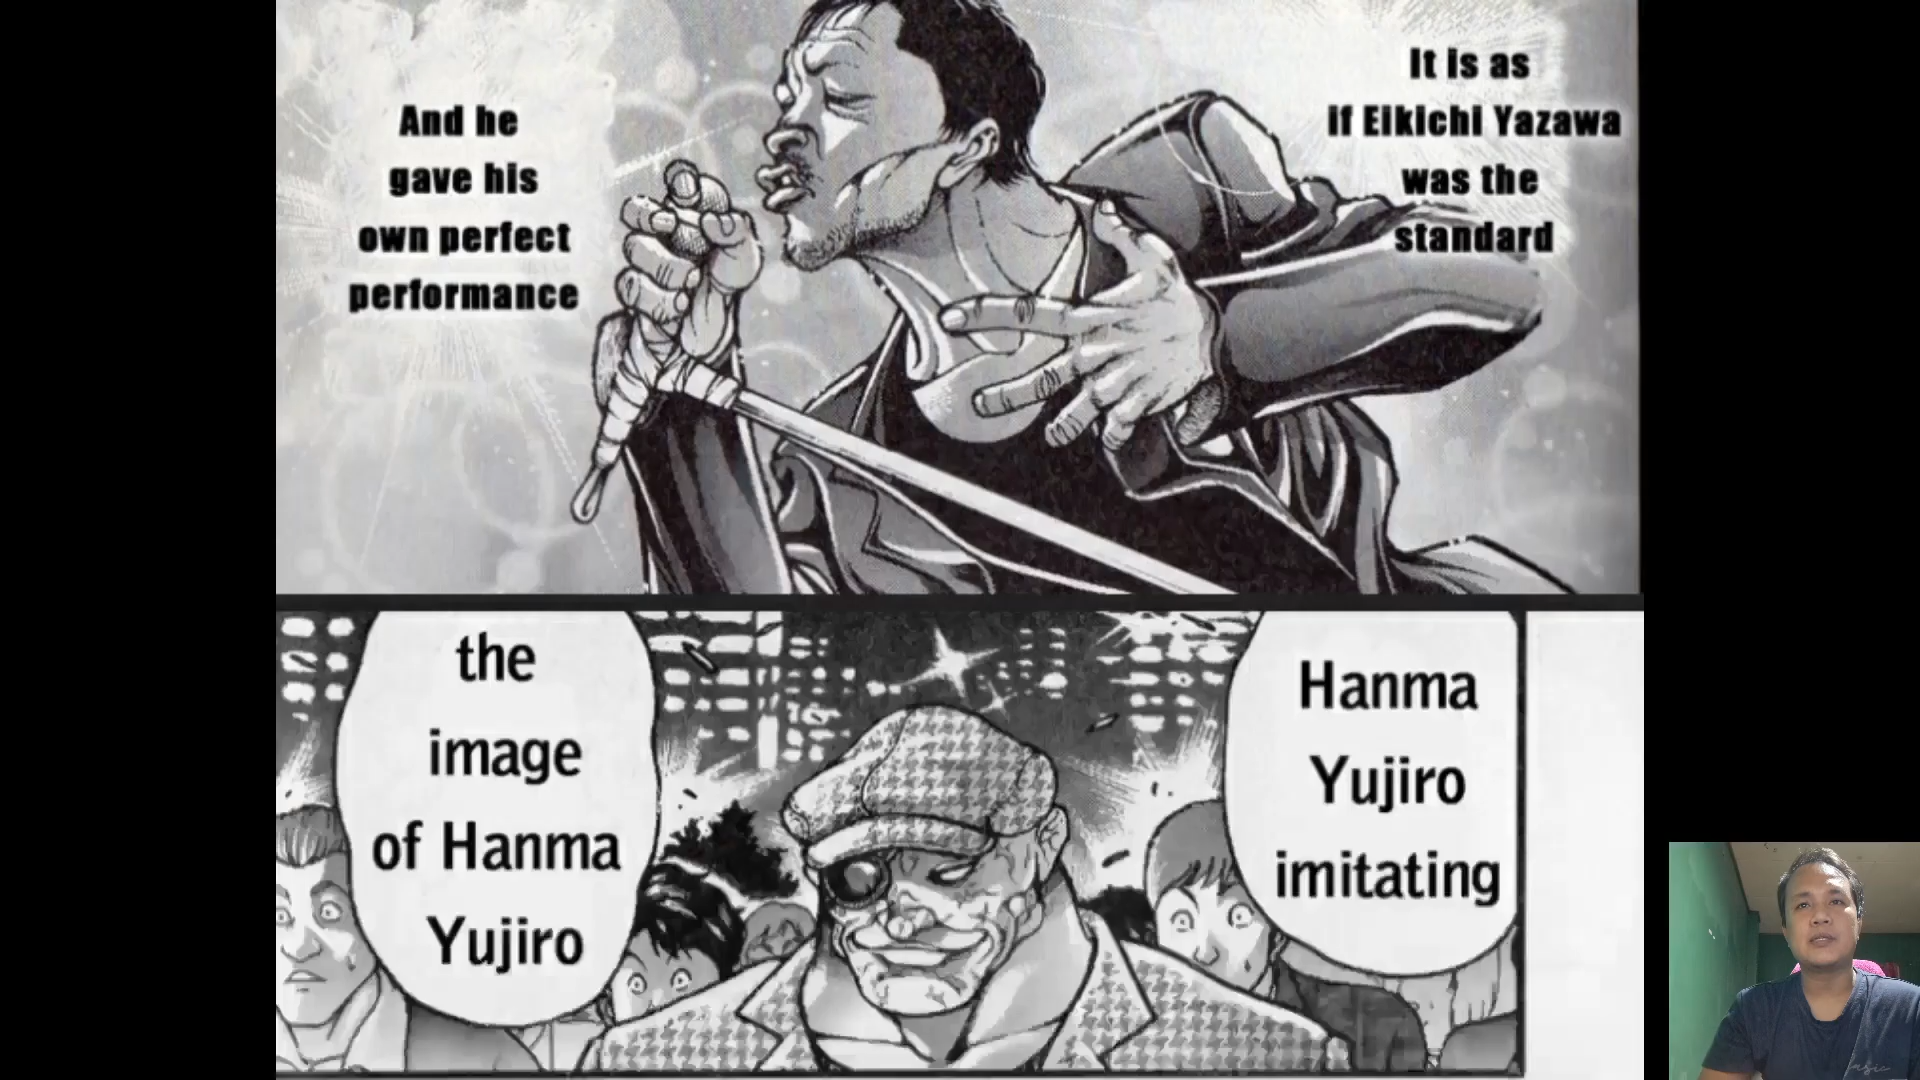 It is as
if Eikichi Yazawa
was the
standard
And he
gave his
own perfect
performance
Hanma
Yujiro
imitating
the
image
of Hanma
Yujiro